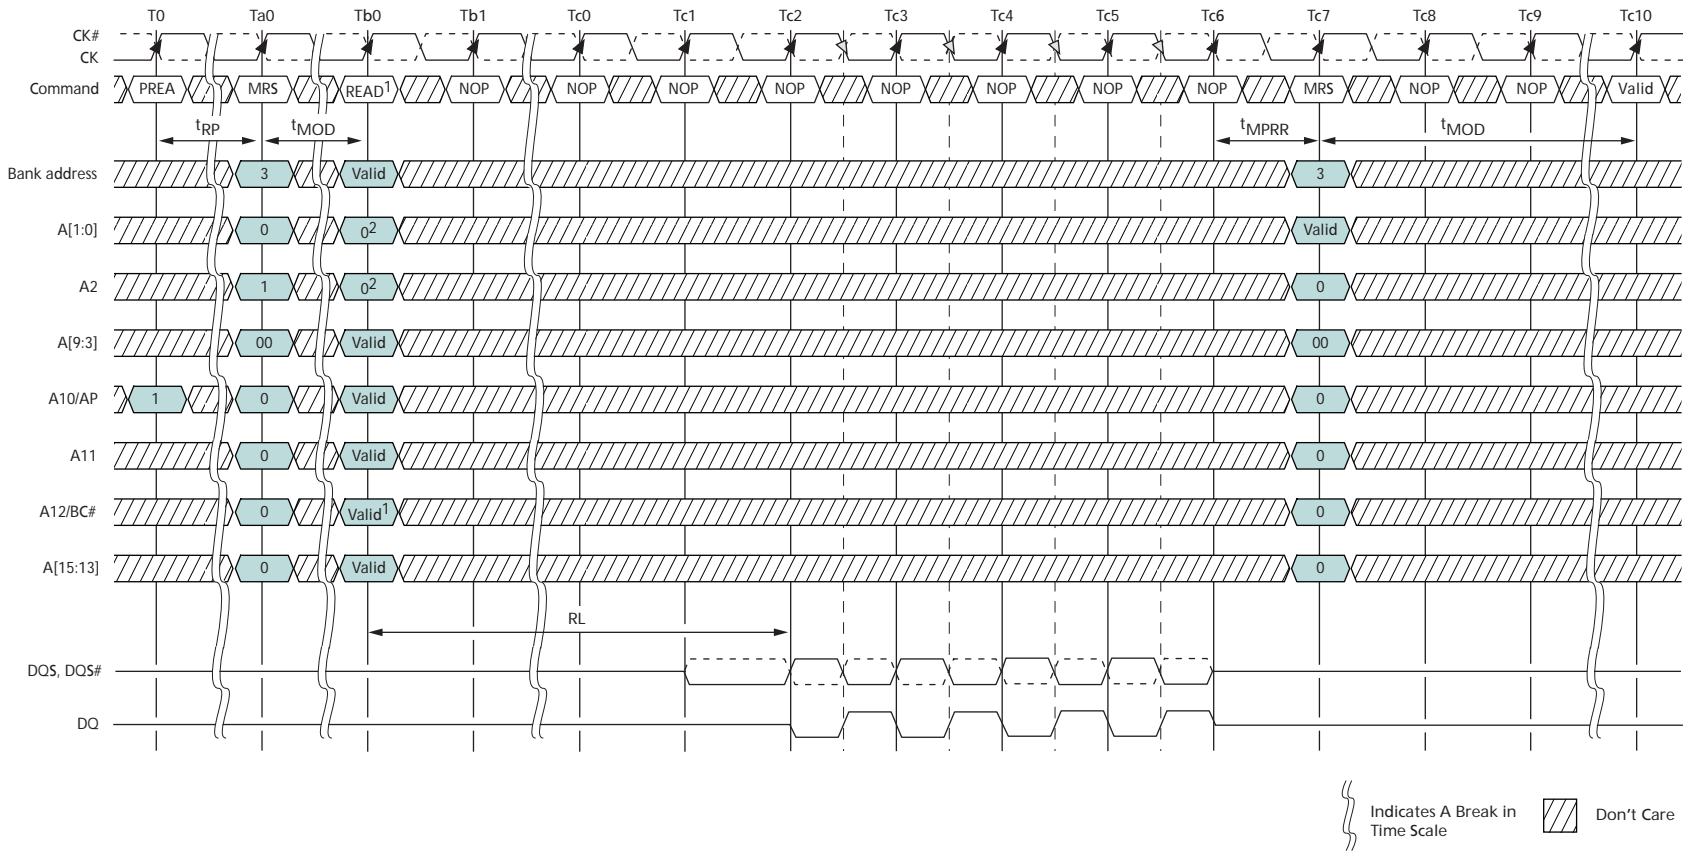 T0 Ta0 Tb0 Tb1 Tc0 Tc1 Tc2 Tc3 Tc4 Tc5 Tc6 Tc7 Tc8 Tc9 Tc10
CK#
CK
Command PREA MRS READ1 NOP NOP NOP NOP NOP NOP NOP NOP MRS NOP NOP Valid
tRP tMOD tMPRR tMOD
Bank address 3 Valid 3
A[1:0] 0 02 Valid
A2 1 02 0
A[9:3] 00 Valid 00
A10/AP 1 0 Valid 0
A11 0 Valid 0
A12/BC# 0 Valid1 0
A[15:13] 0 Valid 0
RL
DQS, DQS#
DQ
Indicates A Break in
Time Scale
Don't Care